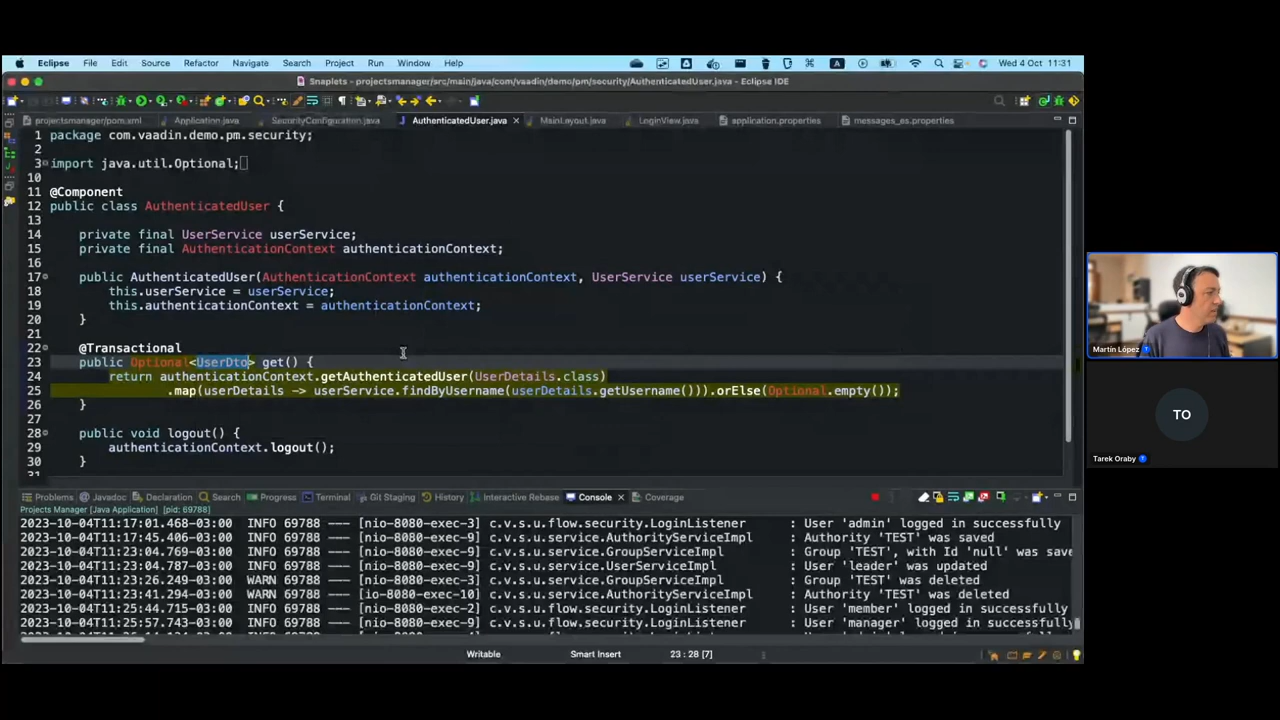 Eclipse File Edit Source Refactor Navigate Search Project Run Window Help A Wed 4 Oct 11:31
Snaplets - projectsmanager/src/main/java/com/vaadin/demo/pm/security/AuthenticatedUser.java - Eclipse IDE
projectsmanager/pom.xml Application.java SecurityConfiguration.java AuthenticatedUser.java MainLayout.java LoginView.java application.properties messages_es.properties
1 package com.vaadin.demo.pm.security;
2
3 import java.util.Optional;
10
11 @Component
12 public class AuthenticatedUser {
13
14 private final UserService userService;
15 private final AuthenticationContext authenticationContext;
16
17 public AuthenticatedUser(AuthenticationContext authenticationContext, UserService userService) {
18 this.userService = userService;
19 this.authenticationContext = authenticationContext;
20 }
21
22 @Transactional
23 public Optional<UserDto> get() {
24 return authenticationContext.getAuthenticatedUser(UserDetails.class)
25 .map(userDetails -> userService.findByUsername(userDetails.getUsername())).orElse(Optional.empty());
26 }
27
28 public void logout() {
29 authenticationContext.logout();
30 }
31
Problems Javadoc Declaration Search Progress Terminal Git Staging History Interactive Rebase Console Coverage
Projects Manager [Java Application] [pid: 69788]
2023-10-04T11:17:01.468-03:00 INFO 69788 --- [nio-8080-exec-3] c.v.s.u.flow.security.LoginListener : User 'admin' logged in successfully
2023-10-04T11:17:45.406-03:00 INFO 69788 --- [nio-8080-exec-9] c.v.s.u.f.s.AuthorityServiceImpl : Authority 'TEST' was saved
2023-10-04T11:23:04.769-03:00 INFO 69788 --- [nio-8080-exec-9] c.v.s.u.f.s.GroupServiceImpl : Group 'TEST', with Id 'null' was save
2023-10-04T11:23:04.787-03:00 INFO 69788 --- [nio-8080-exec-9] c.v.s.u.f.s.UserServiceImpl : User 'leader' was updated
2023-10-04T11:23:26.249-03:00 WARN 69788 --- [nio-8080-exec-3] c.v.s.u.f.s.GroupServiceImpl : Group 'TEST' was deleted
2023-10-04T11:23:41.294-03:00 WARN 69788 --- [io-8080-exec-10] c.v.s.u.f.s.AuthorityServiceImpl : Authority 'TEST' was deleted
2023-10-04T11:25:44.715-03:00 INFO 69788 --- [nio-8080-exec-2] c.v.s.u.flow.security.LoginListener : User 'member' logged in successfully
2023-10-04T11:25:57.743-03:00 INFO 69788 --- [nio-8080-exec-9] c.v.s.u.flow.security.LoginListener : User 'manager' logged in successfully
Writable Smart Insert 23 : 28 [7]
Martín López
TO
Tarek Oraby